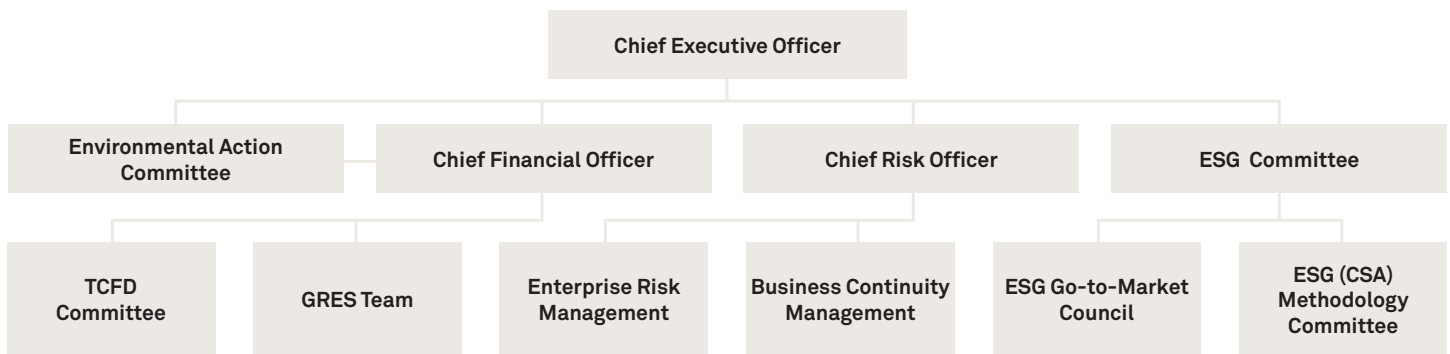 Chief Executive Officer
Environmental Action
Committee
Chief Financial Officer
Chief Risk Officer
ESG Committee
TCFD
Committee
GRES Team
Enterprise Risk
Management
Business Continuity
Management
ESG Go-to-Market
Council
ESG (CSA)
Methodology
Committee